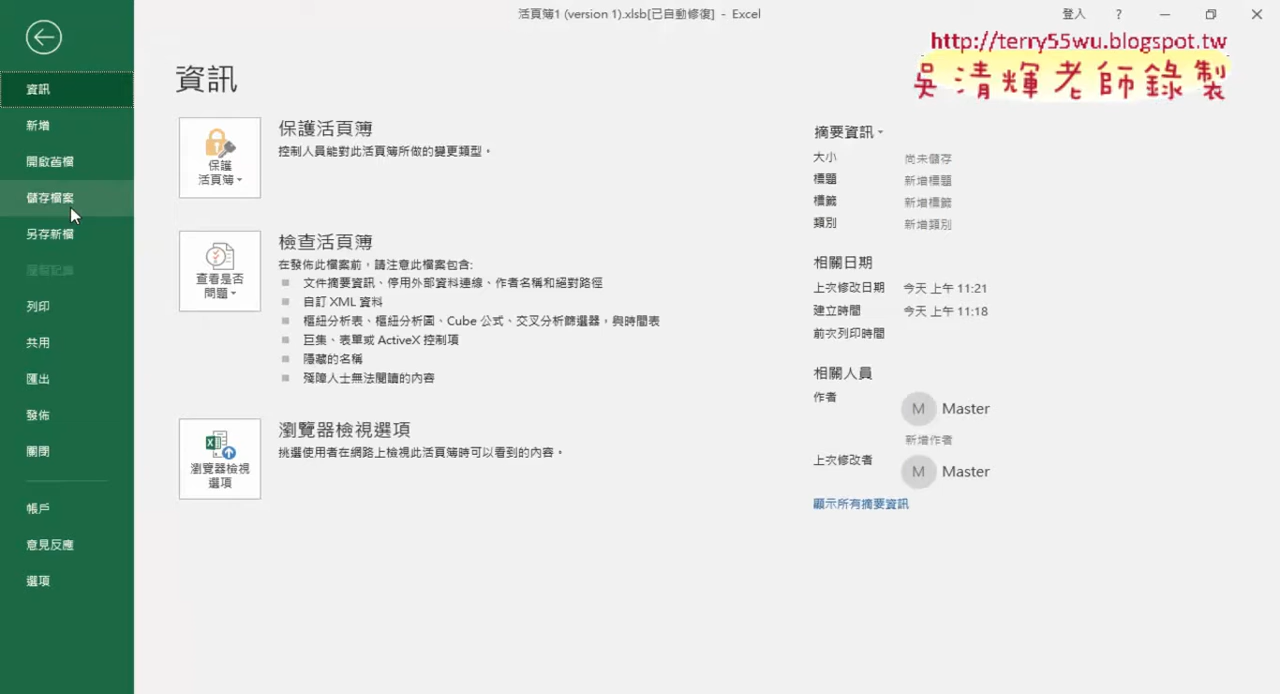 活頁簿1 (version 1).xlsb[已自動修復] - Excel
登入
?
http://terry55wu.blogspot.tw
吳清輝老師錄製
資訊
新增
開啟舊檔
儲存檔案
另存新檔
列印
共用
匯出
發佈
關閉
帳戶
意見反應
選項
資訊
保護
活頁簿
保護活頁簿
控制人員能對此活頁簿所做的變更類型。
查看是否
問題
檢查活頁簿
在發佈此檔案前，請注意此檔案包含:
文件摘要資訊、停用外部資料連線、作者名稱和絕對路徑
自訂 XML 資料
樞紐分析表、樞紐分析圖、Cube 公式、交叉分析篩選器，與時間表
巨集、表單或 ActiveX 控制項
隱藏的名稱
殘障人士無法閱讀的內容
瀏覽器檢視
選項
瀏覽器檢視選項
挑選使用者在網路上檢視此活頁簿時可以看到的內容。
摘要資訊
大小 尚未儲存
標題 新增標題
標籤 新增標籤
類別 新增類別
相關日期
上次修改日期 今天 上午 11:21
建立時間 今天 上午 11:18
前次列印時間
相關人員
作者
M Master
新增作者
上次修改者
M Master
顯示所有摘要資訊